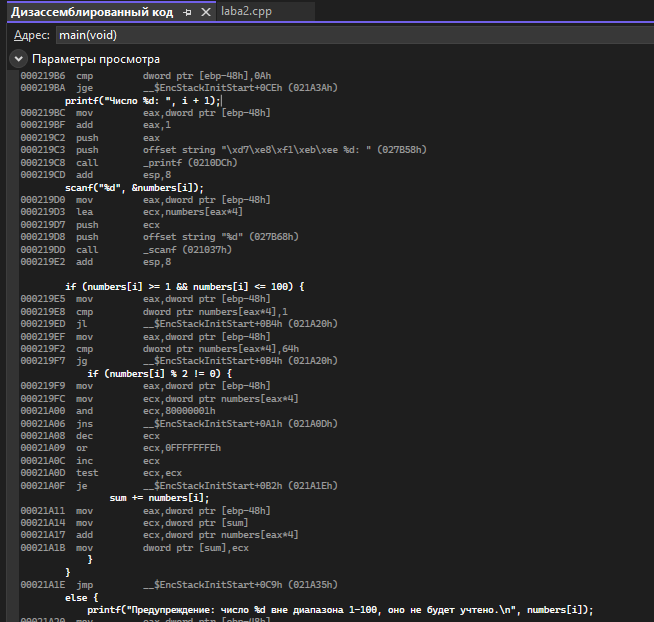 Дизассемблированный код laba2.cpp
Адрес: main(void)
Параметры просмотра
000219B6 cmp dword ptr [ebp-48h],0Ah
000219BA jge __$EncStackInitStart+0CEh (021A3Ah)
printf("Число %d: ", i + 1);
000219BC mov eax,dword ptr [ebp-48h]
000219BF add eax,1
000219C2 push eax
000219C3 push offset string "\xd7\xe8\xf1\xeb\xee %d: " (027B58h)
000219C8 call _printf (0210DCh)
000219CD add esp,8
scanf("%d", &numbers[i]);
000219D0 mov eax,dword ptr [ebp-48h]
000219D3 lea ecx,numbers[eax*4]
000219D7 push ecx
000219D8 push offset string "%d" (027B68h)
000219DD call _scanf (021037h)
000219E2 add esp,8
if (numbers[i] >= 1 && numbers[i] <= 100) {
000219E5 mov eax,dword ptr [ebp-48h]
000219E8 cmp dword ptr numbers[eax*4],1
000219ED jl __$EncStackInitStart+0B4h (021A20h)
000219EF mov eax,dword ptr [ebp-48h]
000219F2 cmp dword ptr numbers[eax*4],64h
000219F7 jg __$EncStackInitStart+0B4h (021A20h)
if (numbers[i] % 2 != 0) {
000219F9 mov eax,dword ptr [ebp-48h]
000219FC mov ecx,dword ptr numbers[eax*4]
00021A00 and ecx,80000001h
00021A06 jns __$EncStackInitStart+0A1h (021A0Dh)
00021A08 dec ecx
00021A09 or ecx,0FFFFFFFEh
00021A0C inc ecx
00021A0D test ecx,ecx
00021A0F je __$EncStackInitStart+0B2h (021A1Eh)
sum += numbers[i];
00021A11 mov eax,dword ptr [ebp-48h]
00021A14 mov ecx,dword ptr [sum]
00021A17 add ecx,dword ptr numbers[eax*4]
00021A1B mov dword ptr [sum],ecx
}
}
00021A1E jmp __$EncStackInitStart+0C9h (021A35h)
else {
printf("Предупреждение: число %d вне диапазона 1-100, оно не будет учтено.\n", numbers[i]);
00021A20 mov eax,dword ptr [ebp-48h]